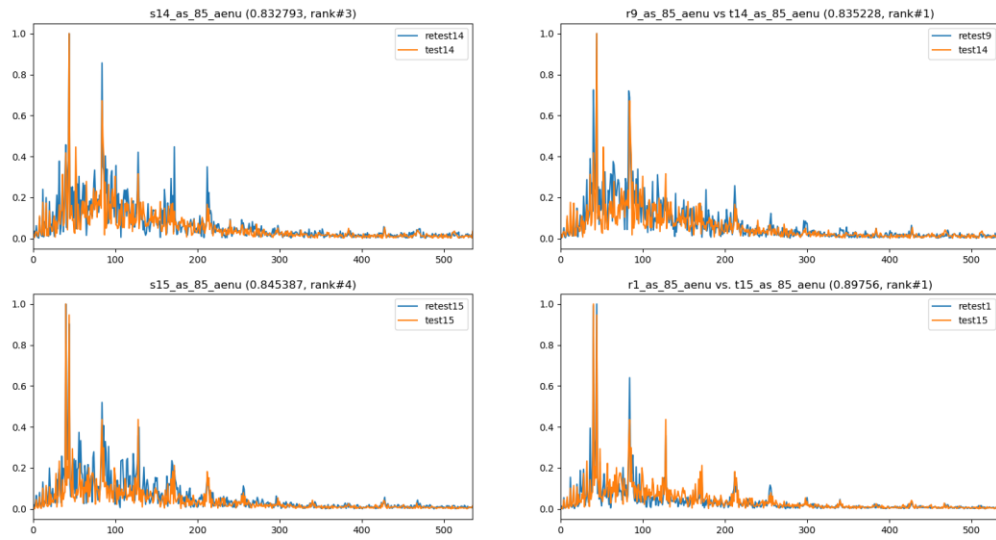 s14_as_85_aenu (0.832793, rank#3)
retest14
test14
1.0
0.8
0.6
0.4
0.2
0.0
0 100 200 300 400 500
r9_as_85_aenu vs t14_as_85_aenu (0.835228, rank#1)
retest9
test14
1.0
0.8
0.6
0.4
0.2
0.0
0 100 200 300 400 500
s15_as_85_aenu (0.845387, rank#4)
retest15
test15
1.0
0.8
0.6
0.4
0.2
0.0
0 100 200 300 400 500
r1_as_85_aenu vs. t15_as_85_aenu (0.89756, rank#1)
retest1
test15
1.0
0.8
0.6
0.4
0.2
0.0
0 100 200 300 400 500